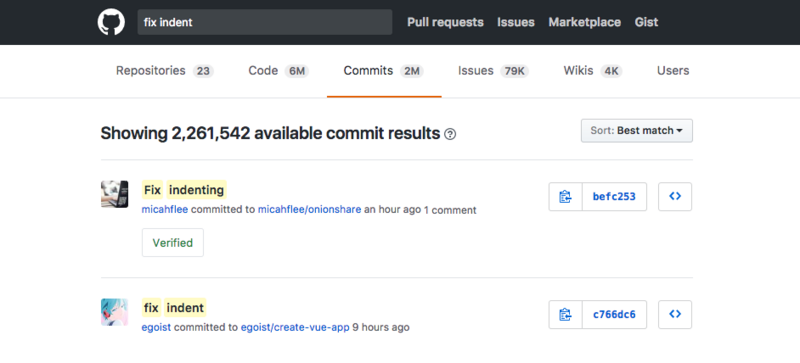 fix indent Pull requests Issues Marketplace Gist
Repositories 23 Code 6M Commits 2M Issues 79K Wikis 4K Users
Showing 2,261,542 available commit results ? Sort: Best match
Fix indenting
befc253 <>
micahflee committed to micahflee/onionshare an hour ago 1 comment
Verified
fix indent
c766dc6 <>
egoist committed to egoist/create-vue-app 9 hours ago